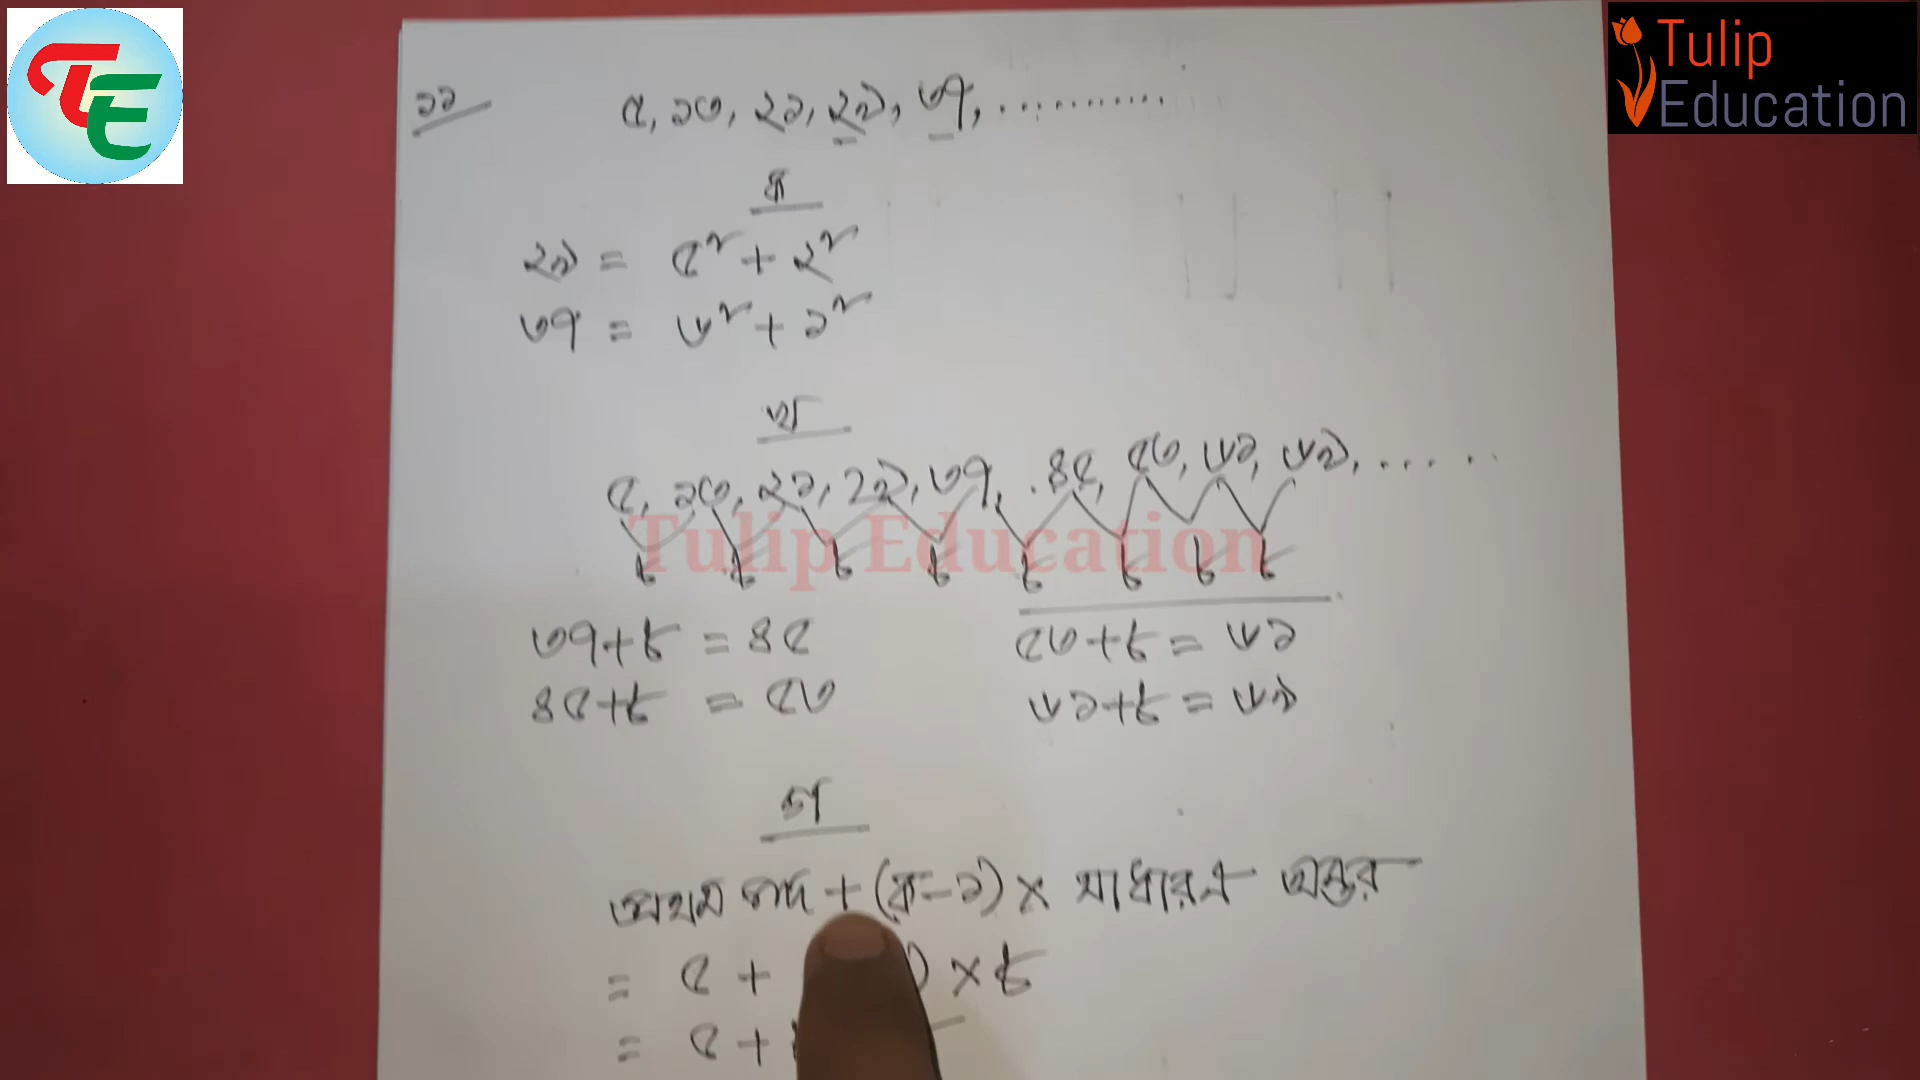 TE
Tulip
Education
১১
৫, ১৩, ২১, ২৯, ৩৭, ...........
ক
২৯ = ৫² + ২²
৩৭ = ৬² + ১²
খ
৫, ১৩, ২১, ২৯, ৩৭, . ৪৫, ৫৩, ৬১, ৬৯, ......
Tulip Education
৮ ৮ ৮ ৮ ৮ ৮ ৮ ৮
৩৭+৮ = ৪৫ ৫৩+৮ = ৬১
৪৫+৮ = ৫৩ ৬১+৮ = ৬৯
গ
প্রথম পদ + (ক-১) × সাধারণ অন্তর
= ৫ + ) × ৮
= ৫ +